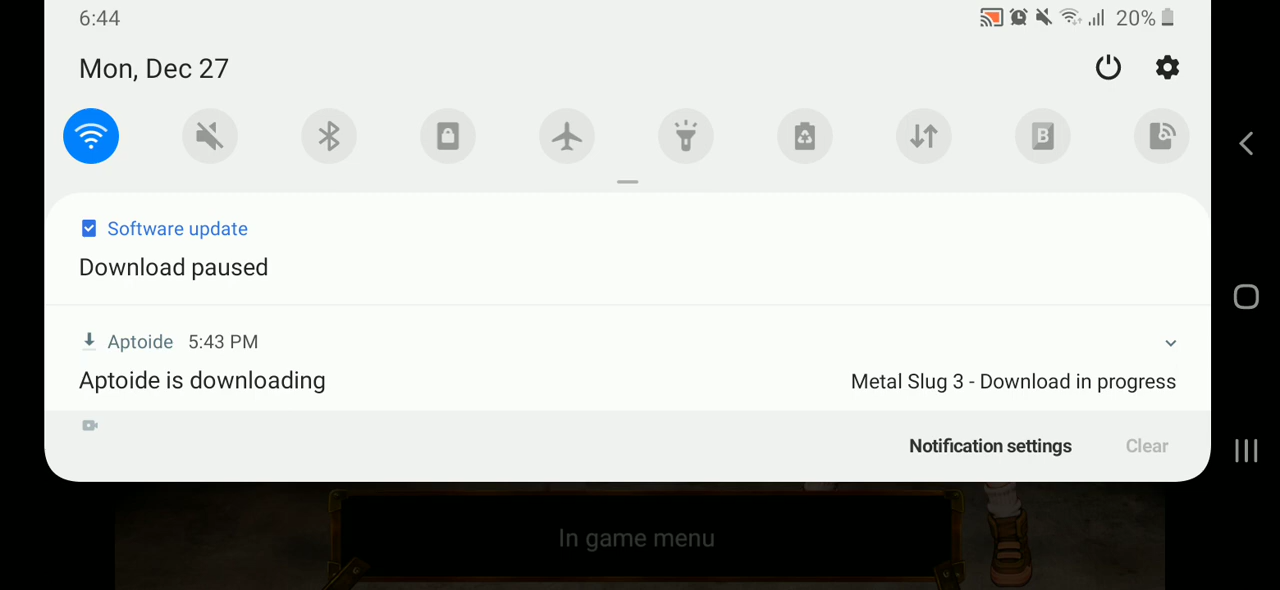 6:44
20%
Mon, Dec 27
B
Software update
Download paused
Aptoide 5:43 PM
Aptoide is downloading
Metal Slug 3 - Download in progress
Notification settings
Clear
In game menu